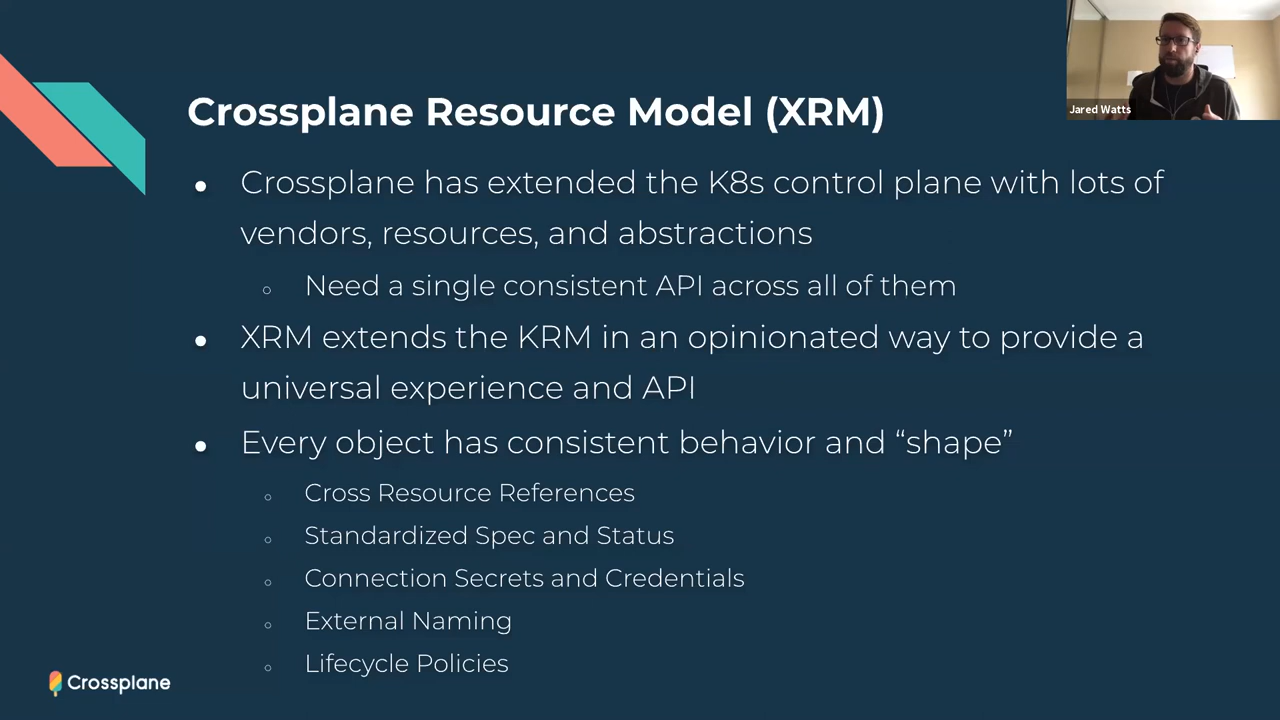 Crossplane Resource Model (XRM)
Jared Watts
● Crossplane has extended the K8s control plane with lots of
vendors, resources, and abstractions
○ Need a single consistent API across all of them
● XRM extends the KRM in an opinionated way to provide a
universal experience and API
● Every object has consistent behavior and “shape”
○ Cross Resource References
○ Standardized Spec and Status
○ Connection Secrets and Credentials
○ External Naming
○ Lifecycle Policies
Crossplane